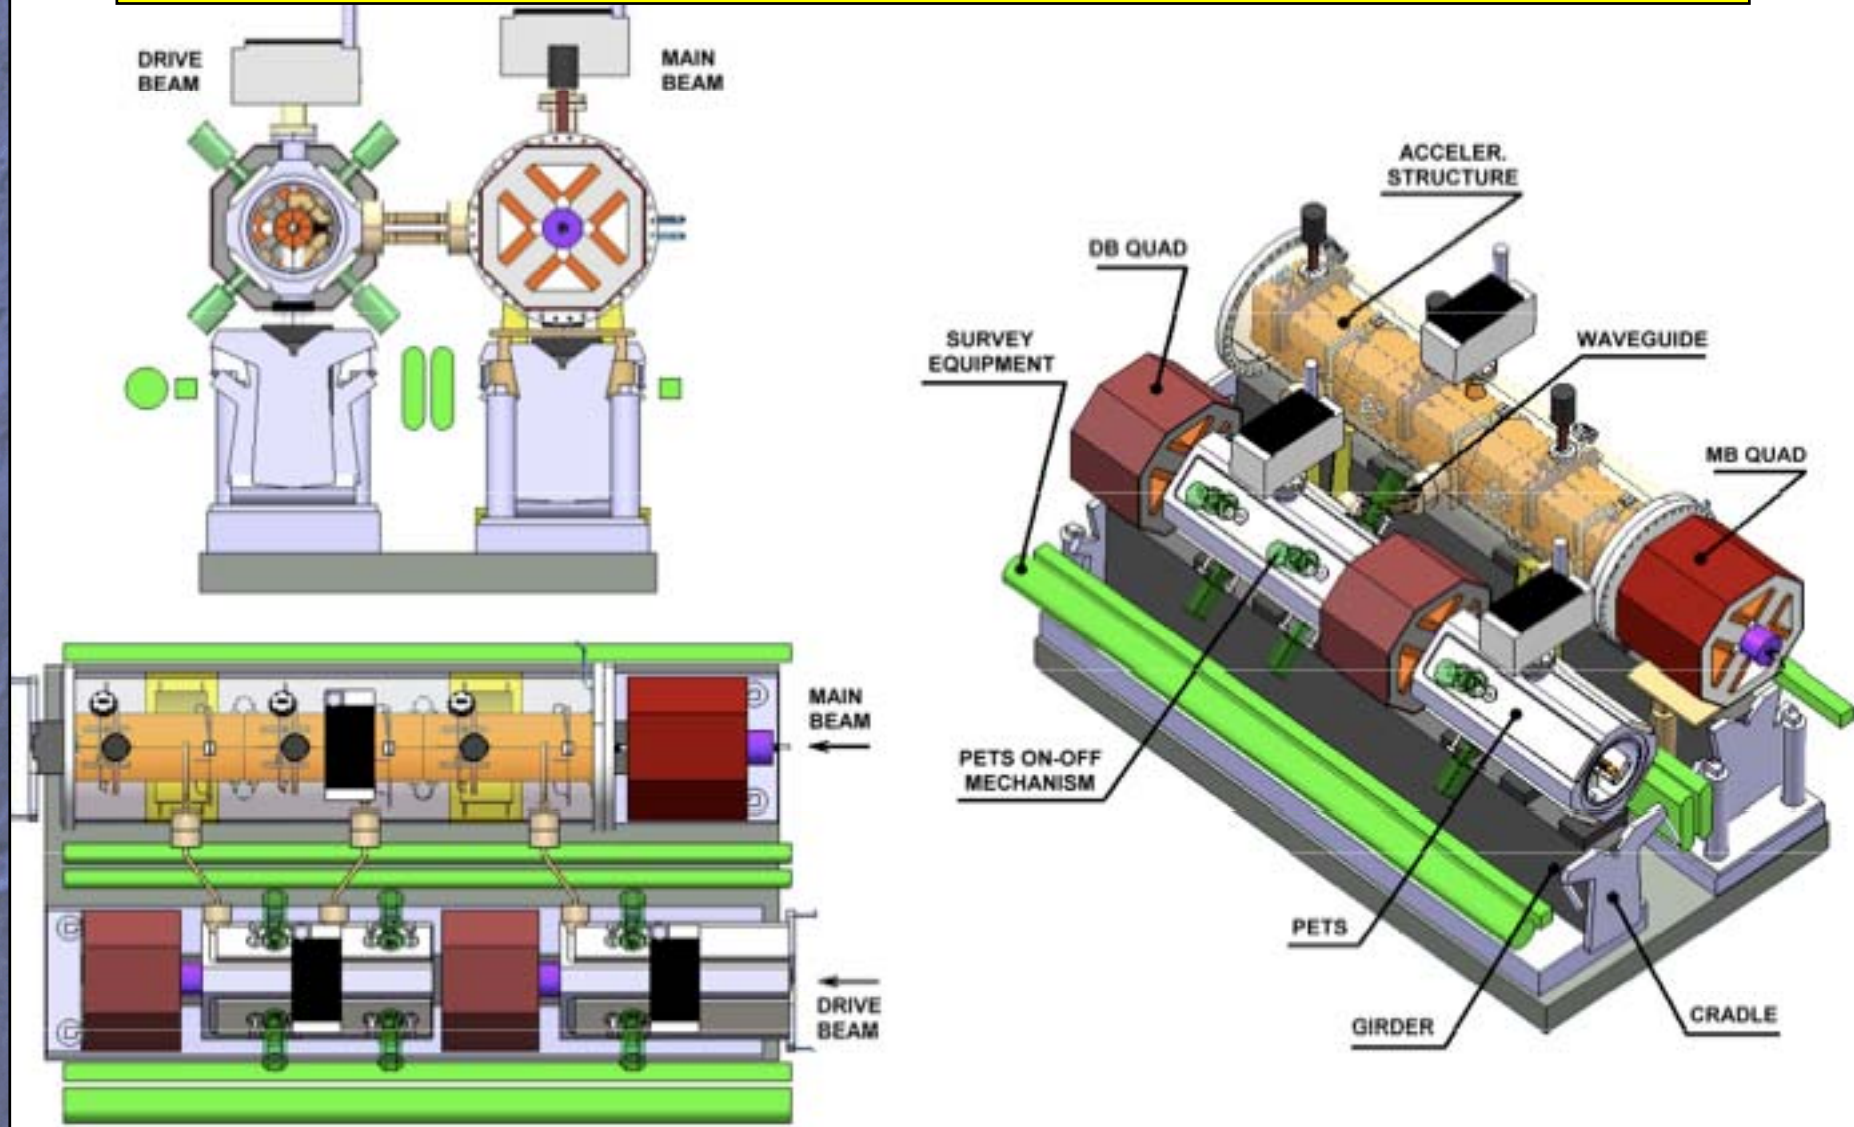 DRIVE
BEAM
MAIN
BEAM
ACCELER.
STRUCTURE
DB QUAD
SURVEY
EQUIPMENT
WAVEGUIDE
MB QUAD
MAIN
BEAM
PETS ON-OFF
MECHANISM
PETS
DRIVE
BEAM
GIRDER
CRADLE